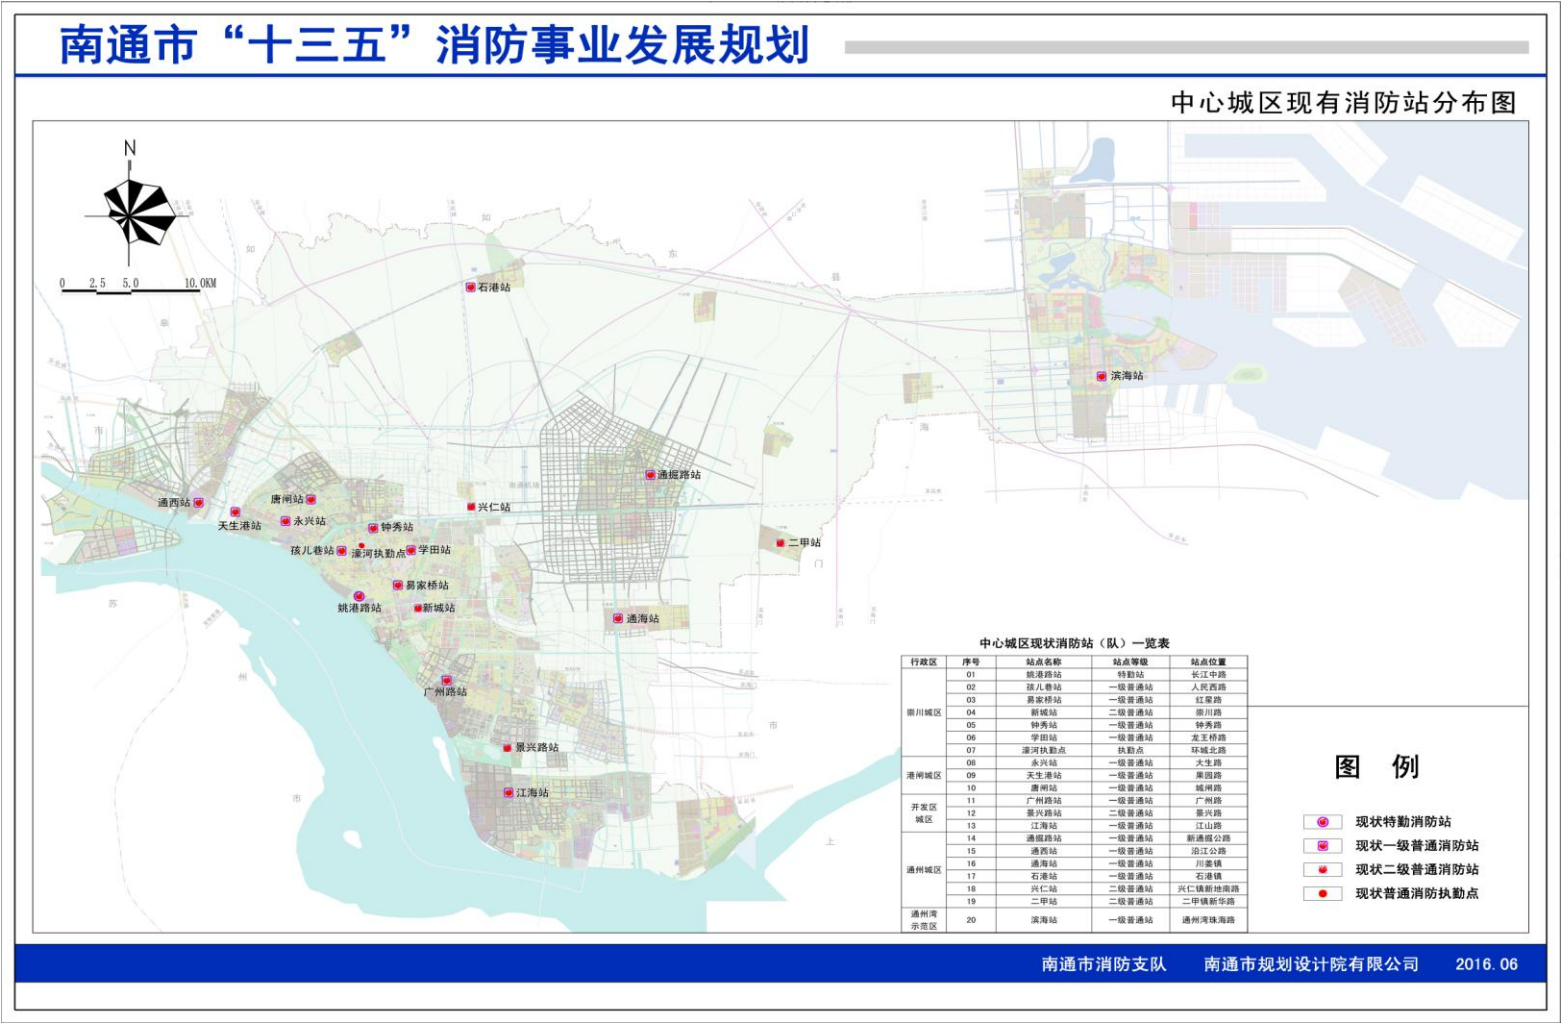 南通市“十三五”消防事业发展规划
中心城区现有消防站分布图
N
0 2.5 5.0 10.0KM
如
如
东
县
皋
市
海
门
市
苏
州
市
上
石港站
滨海站
通掘路站
通西站
唐闸站
天生港站
永兴站
兴仁站
钟秀站
孩儿巷站
濠河执勤点
学田站
二甲站
易家桥站
姚港路站
新城站
通海站
广州路站
景兴路站
江海站
中心城区现状消防站（队）一览表
行政区 序号 站点名称 站点等级 站点位置
崇川城区
01 姚港路站 特勤站 长江中路
02 孩儿巷站 一级普通站 人民西路
03 易家桥站 一级普通站 红星路
04 新城站 二级普通站 崇川路
05 钟秀站 一级普通站 钟秀路
06 学田站 一级普通站 龙王桥路
07 濠河执勤点 执勤点 环城北路
港闸城区
08 永兴站 一级普通站 大生路
09 天生港站 一级普通站 果园路
10 唐闸站 一级普通站 城闸路
开发区
城区
11 广州路站 一级普通站 广州路
12 景兴路站 二级普通站 景兴路
13 江海站 一级普通站 江山路
通州城区
14 通掘路站 一级普通站 新通掘公路
15 通西站 一级普通站 沿江公路
16 通海站 一级普通站 川姜镇
17 石港站 一级普通站 石港镇
18 兴仁站 二级普通站 兴仁镇新地南路
19 二甲站 二级普通站 二甲镇新华路
通州湾
示范区
20 滨海站 一级普通站 通州湾珠海路
图 例
现状特勤消防站
现状一级普通消防站
现状二级普通消防站
现状普通消防执勤点
南通市消防支队 南通市规划设计院有限公司 2016.06